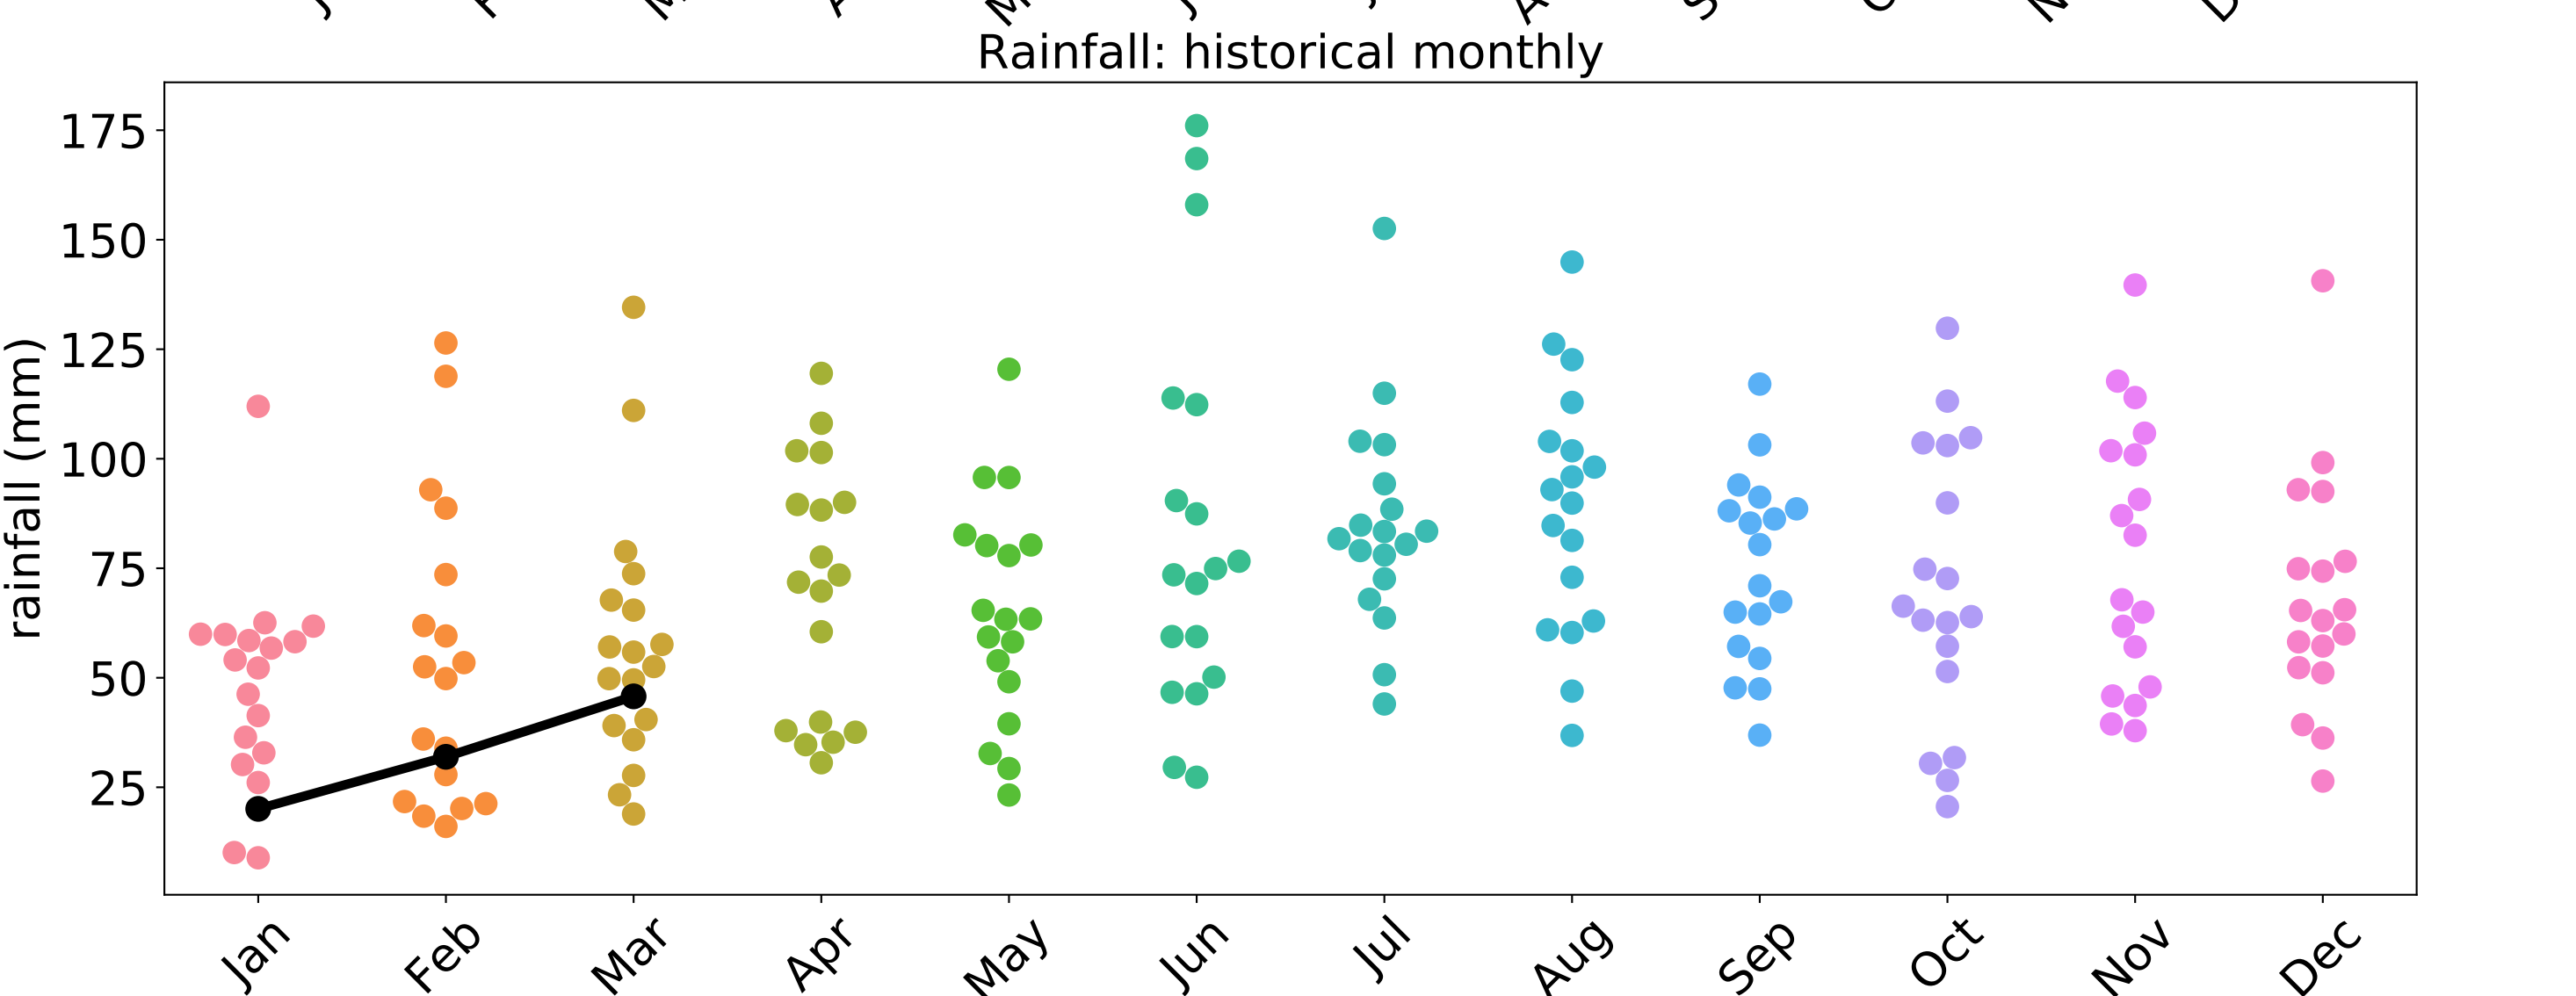 Rainfall: historical monthly
rainfall (mm)
175
150
125
100
75
50
25
Jan
Feb
Mar
Apr
May
Jun
Jul
Aug
Sep
Oct
Nov
Dec